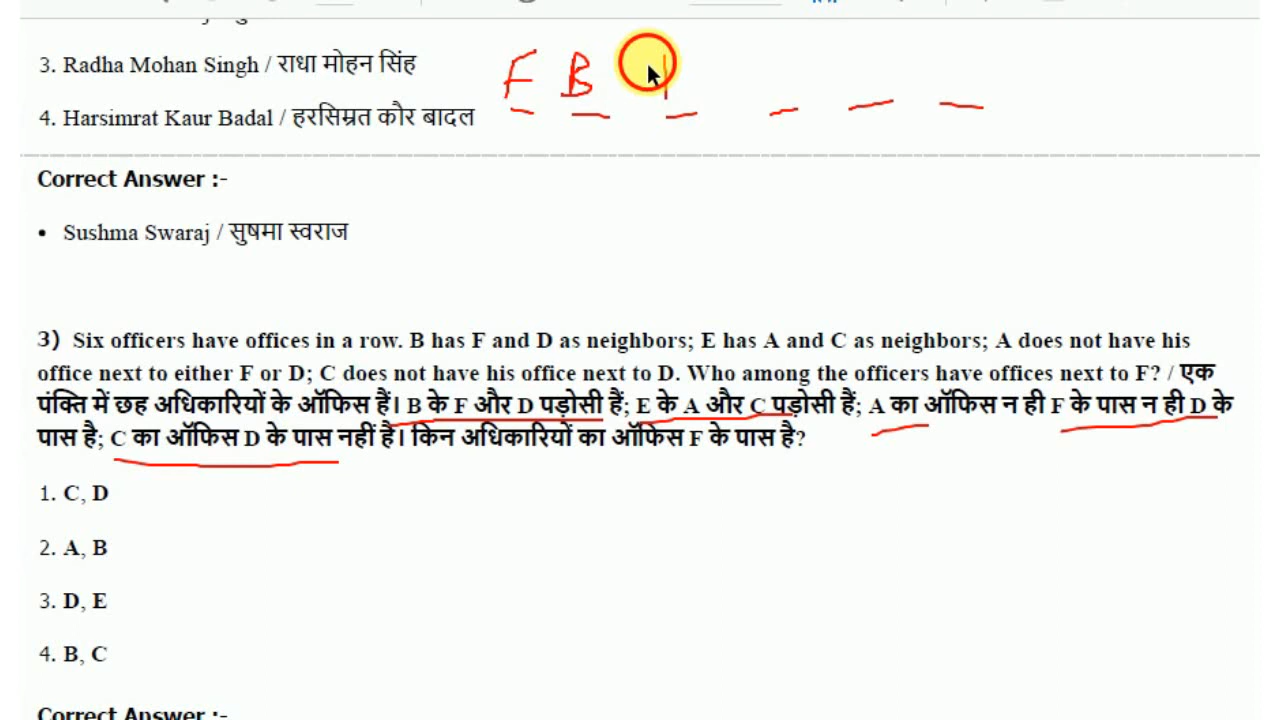 3. Radha Mohan Singh / राधा मोहन सिंह
F B
4. Harsimrat Kaur Badal / हरसिम्रत कौर बादल
Correct Answer :-
• Sushma Swaraj / सुषमा स्वराज
3) Six officers have offices in a row. B has F and D as neighbors; E has A and C as neighbors; A does not have his
office next to either F or D; C does not have his office next to D. Who among the officers have offices next to F? / एक
पंक्ति में छह अधिकारियों के ऑफिस हैं। B के F और D पड़ोसी हैं; E के A और C पड़ोसी हैं; A का ऑफिस न ही F के पास न ही D के
पास है; C का ऑफिस D के पास नहीं है। किन अधिकारियों का ऑफिस F के पास है?
1. C, D
2. A, B
3. D, E
4. B, C
Correct Answer :-